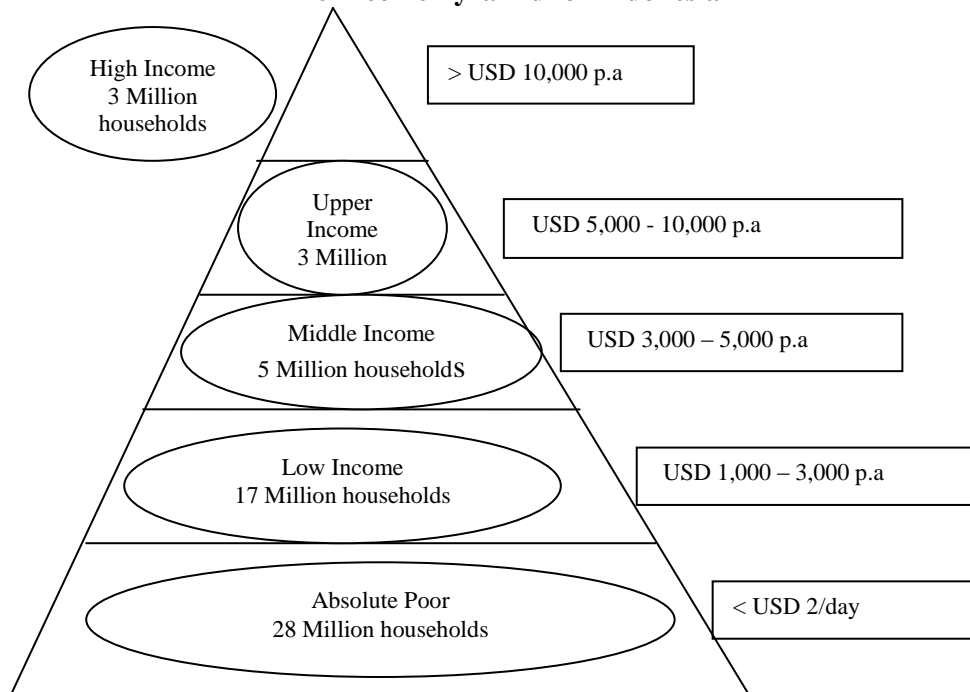 High Income
3 Million
households
> USD 10,000 p.a
Upper
Income
3 Million
USD 5,000 - 10,000 p.a
Middle Income
5 Million householdS
USD 3,000 – 5,000 p.a
Low Income
17 Million households
USD 1,000 – 3,000 p.a
Absolute Poor
28 Million households
< USD 2/day